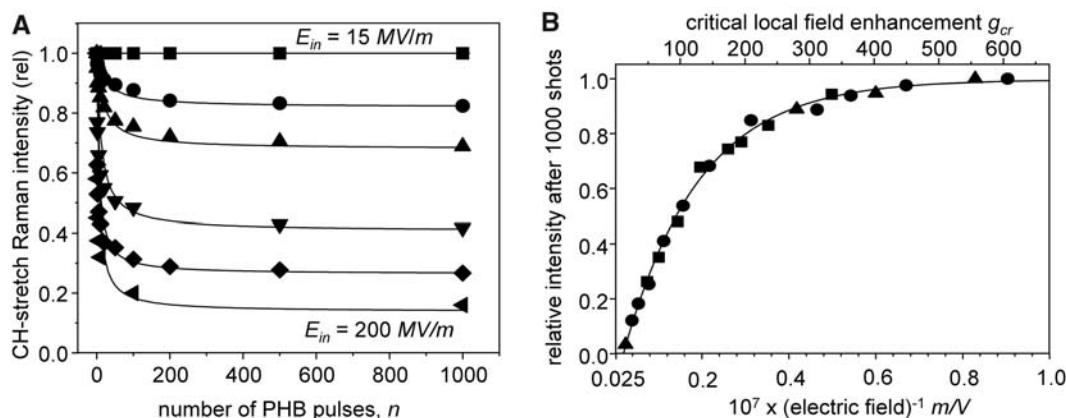 A
CH-stretch Raman intensity (rel)
1.0
0.8
0.6
0.4
0.2
0.0
E_in = 15 MV/m
E_in = 200 MV/m
0 200 400 600 800 1000
number of PHB pulses, n
B
critical local field enhancement g_cr
100 200 300 400 500 600
relative intensity after 1000 shots
0.8
0.6
0.4
0.2
0.0
0.025 0.2 0.4 0.6 0.8 1.0
10^7 x (electric field)^-1 m/V